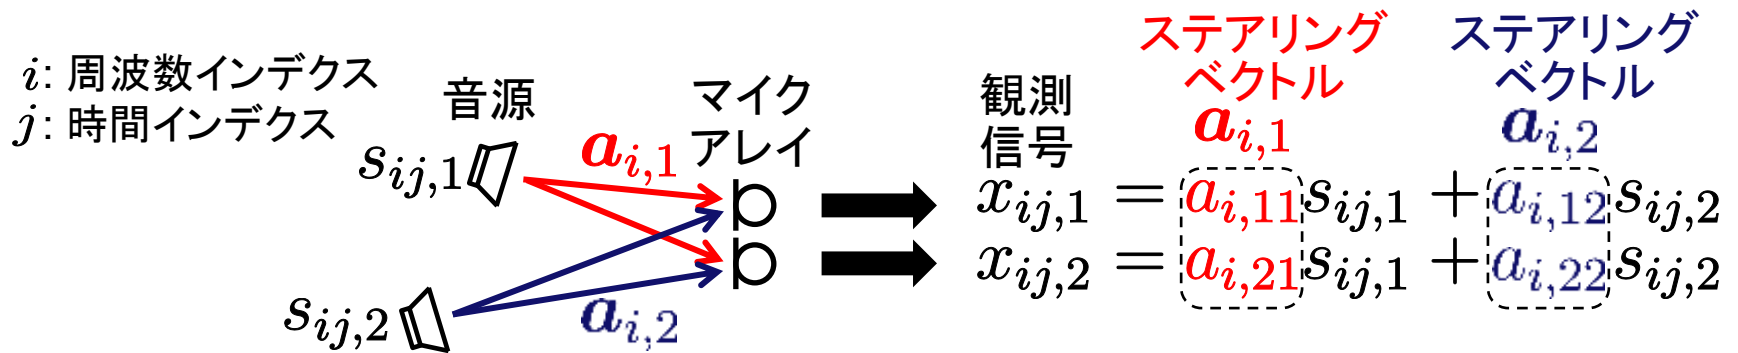 i: 周波数インデクス
j: 時間インデクス
音源
s_{ij,1}
s_{ij,2}
a_{i,1}
a_{i,2}
マイク
アレイ
観測
信号
ステアリング
ベクトル
a_{i,1}
ステアリング
ベクトル
a_{i,2}
x_{ij,1} = a_{i,11}s_{ij,1} + a_{i,12}s_{ij,2}
x_{ij,2} = a_{i,21}s_{ij,1} + a_{i,22}s_{ij,2}